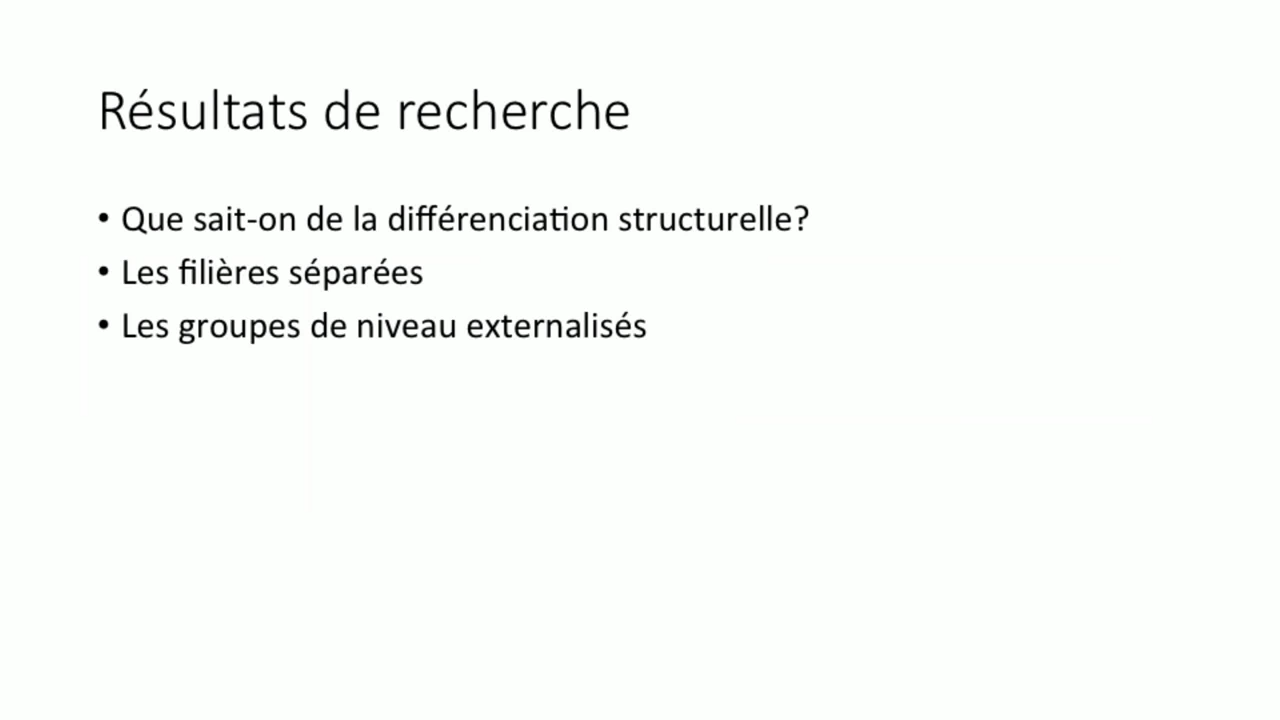 Résultats de recherche
• Que sait-on de la différenciation structurelle?
• Les filières séparées
• Les groupes de niveau externalisés